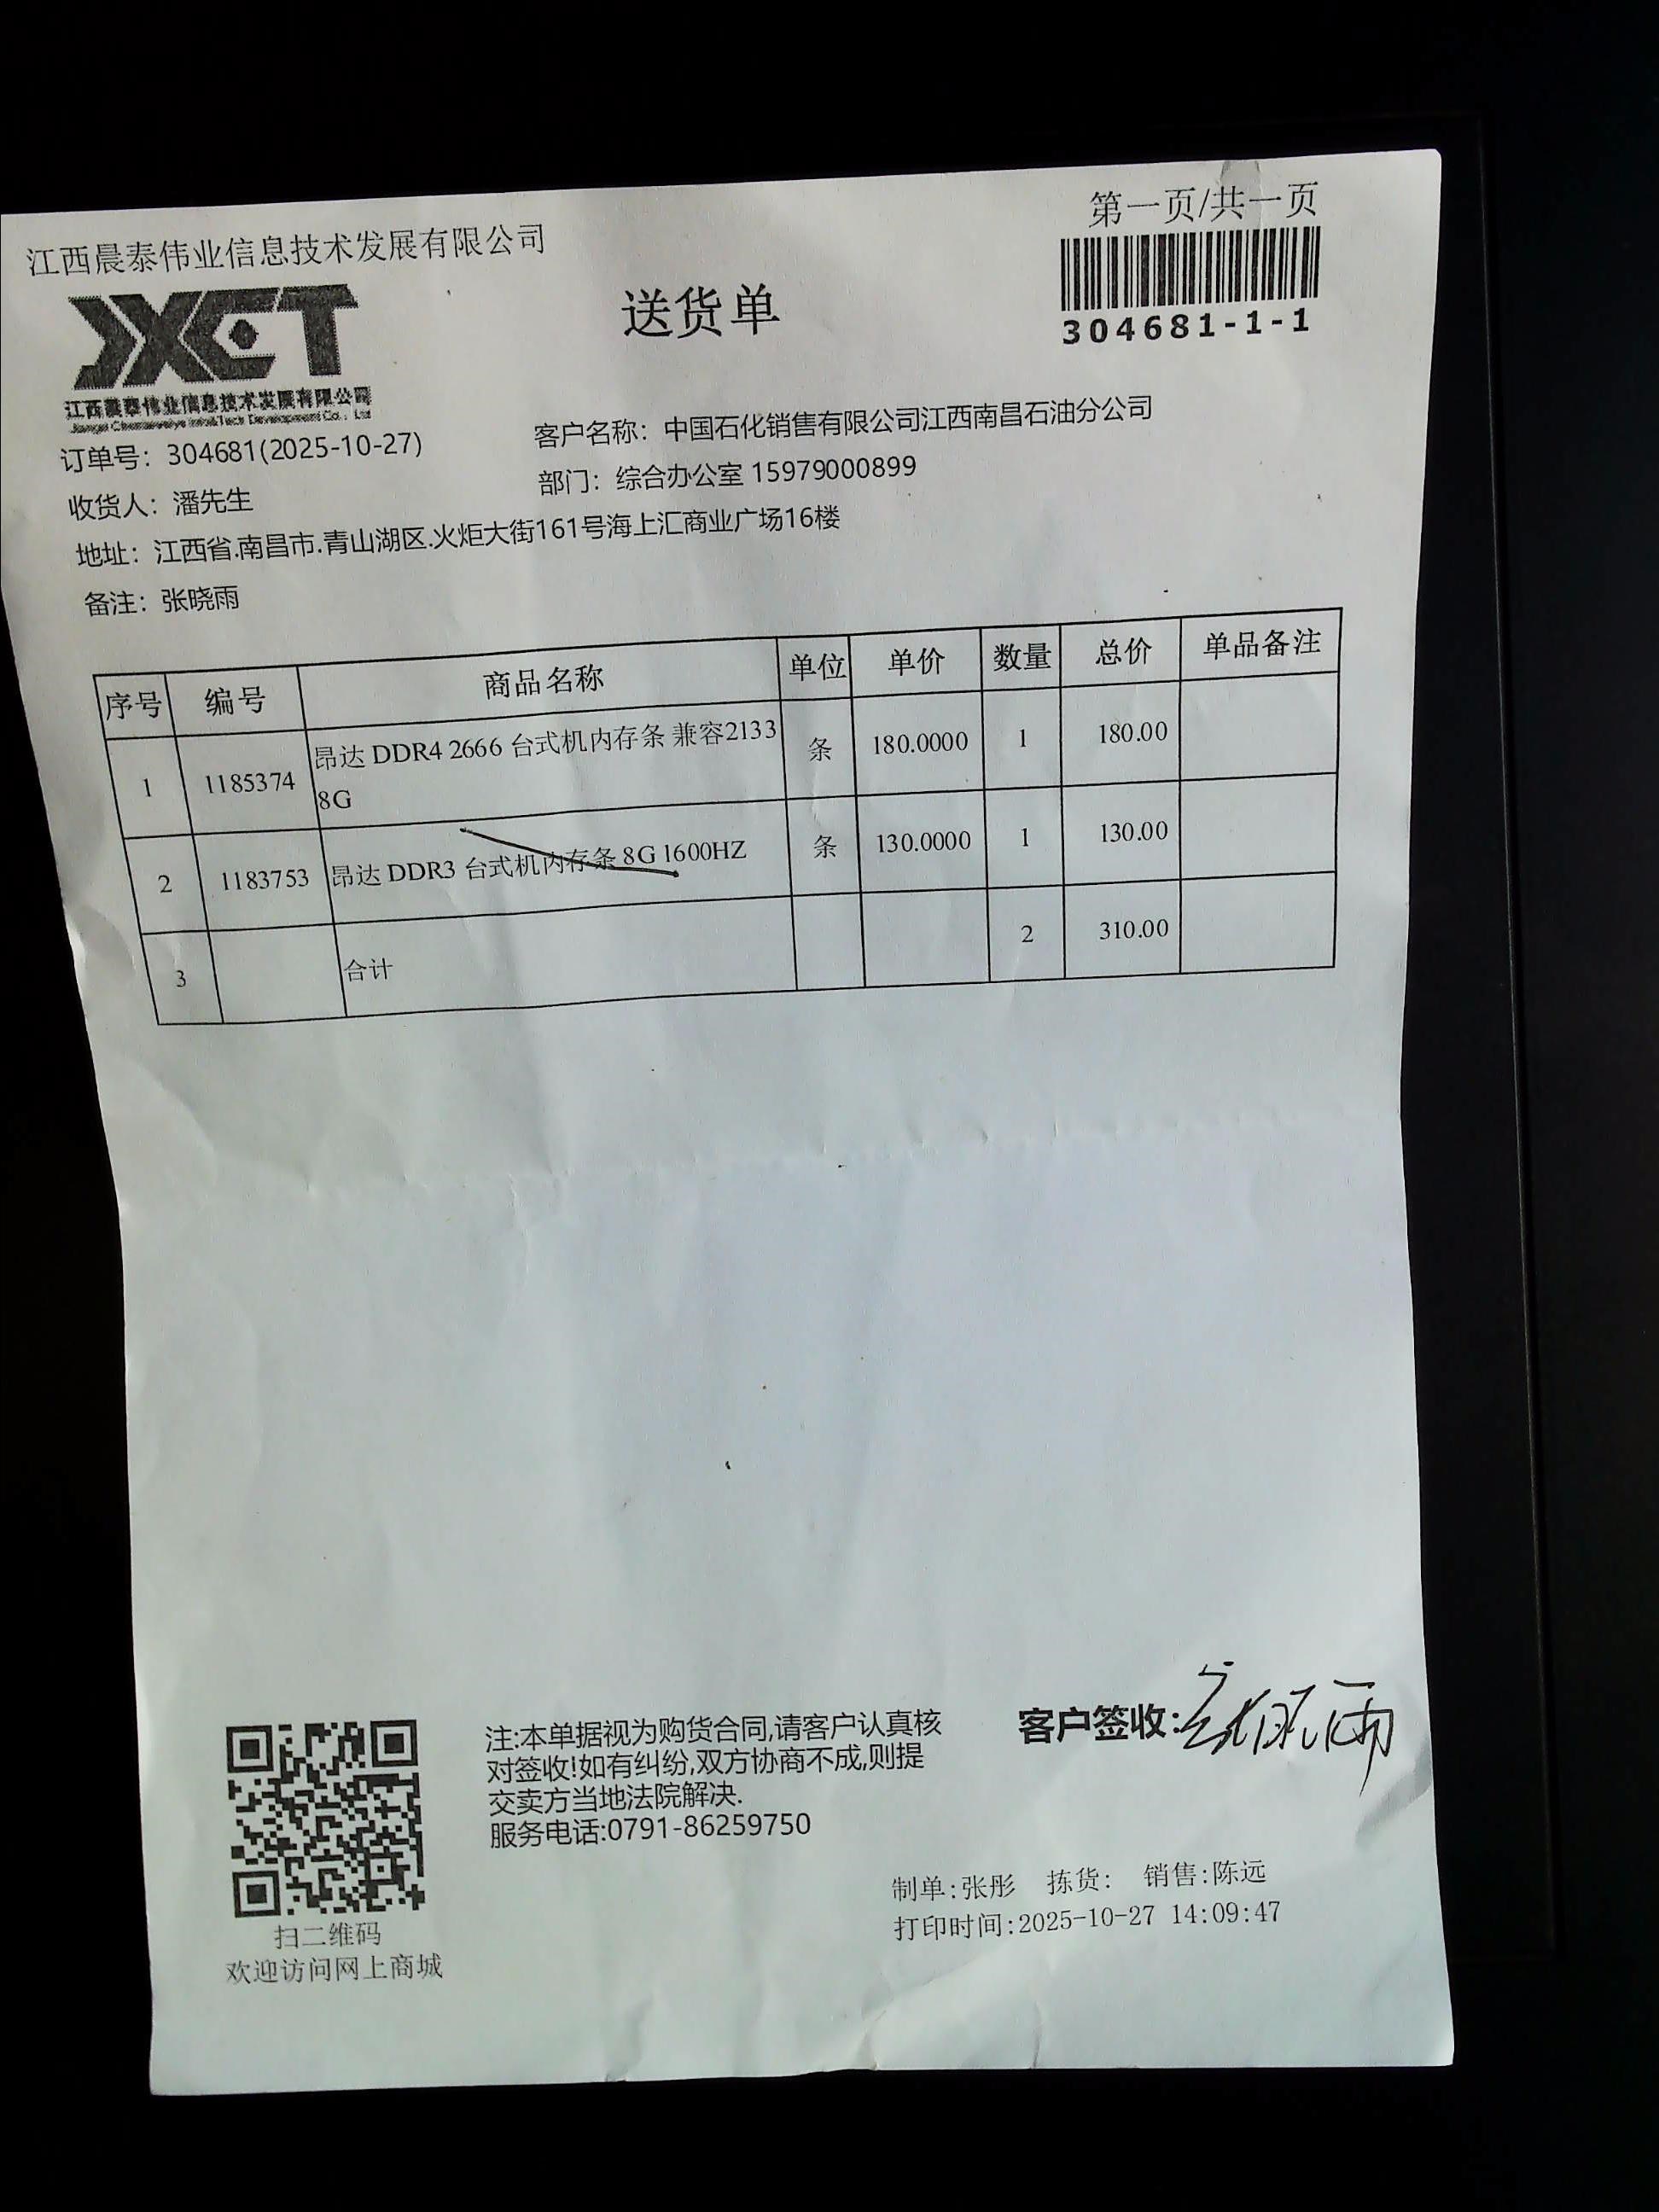 第一页/共一页
江西晨泰伟业信息技术发展有限公司
304681-1-1
送货单
JXCT
江西晨泰伟业信息技术发展有限公司
订单号：304681(2025-10-27)
客户名称：中国石化销售有限公司江西南昌石油分公司
收货人：潘先生
部门：综合办公室 15979000899
地址：江西省.南昌市.青山湖区.火炬大街161号海上汇商业广场16楼
备注：张晓雨
序号 编号 商品名称 单位 单价 数量 总价 单品备注
1 1185374 昂达 DDR4 2666 台式机内存条 兼容2133 8G 条 180.0000 1 180.00
2 1183753 昂达 DDR3 台式机内存条 8G 1600HZ 条 130.0000 1 130.00
3 合计 2 310.00
注:本单据视为购货合同,请客户认真核
对签收!如有纠纷,双方协商不成,则提
交卖方当地法院解决.
服务电话:0791-86259750
客户签收:张晓雨
制单:张彤 拣货: 销售:陈远
打印时间:2025-10-27 14:09:47
扫二维码
欢迎访问网上商城